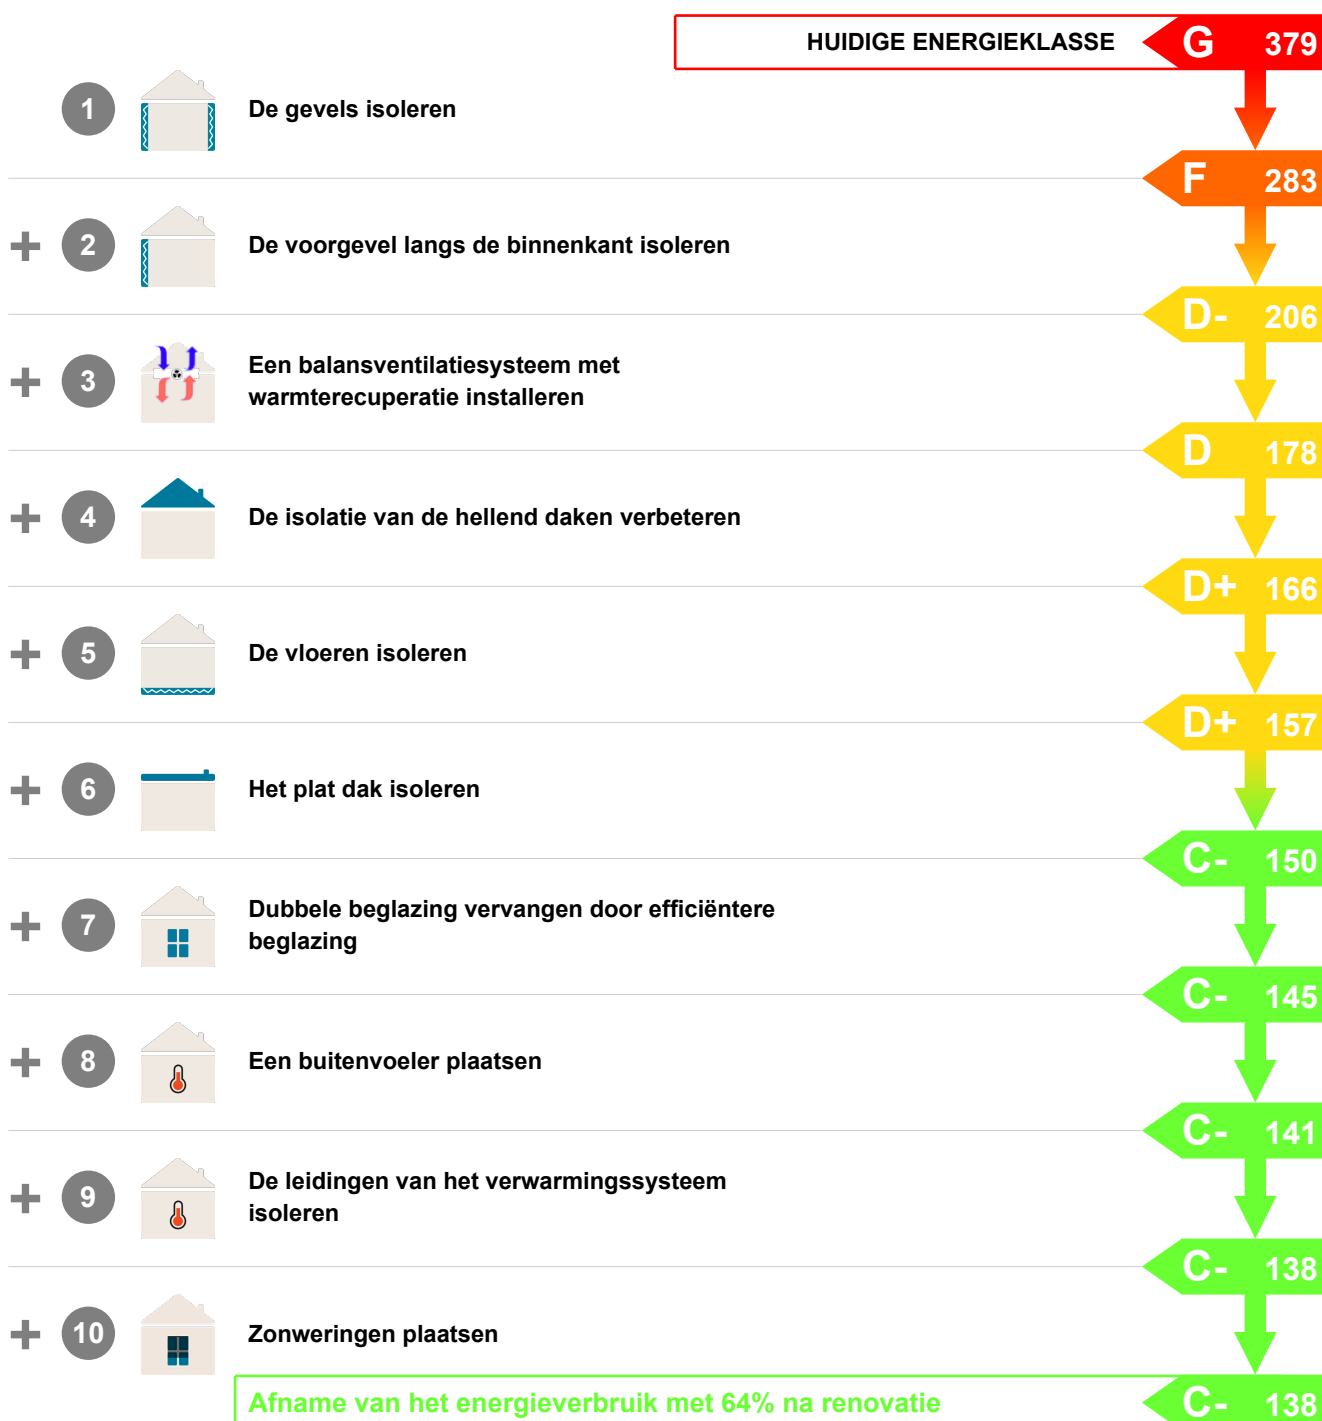 HUIDIGE ENERGIEKLASSE G 379
1 De gevels isoleren
F 283
+ 2 De voorgevel langs de binnenkant isoleren
D- 206
+ 3 Een balansventilatiesysteem met
warmterecuperatie installeren
D 178
+ 4 De isolatie van de hellend daken verbeteren
D+ 166
+ 5 De vloeren isoleren
D+ 157
+ 6 Het plat dak isoleren
C- 150
+ 7 Dubbele beglazing vervangen door efficiëntere
beglazing
C- 145
+ 8 Een buitenvoeler plaatsen
C- 141
+ 9 De leidingen van het verwarmingssysteem
isoleren
C- 138
+ 10 Zonweringen plaatsen
Afname van het energieverbruik met 64% na renovatie C- 138